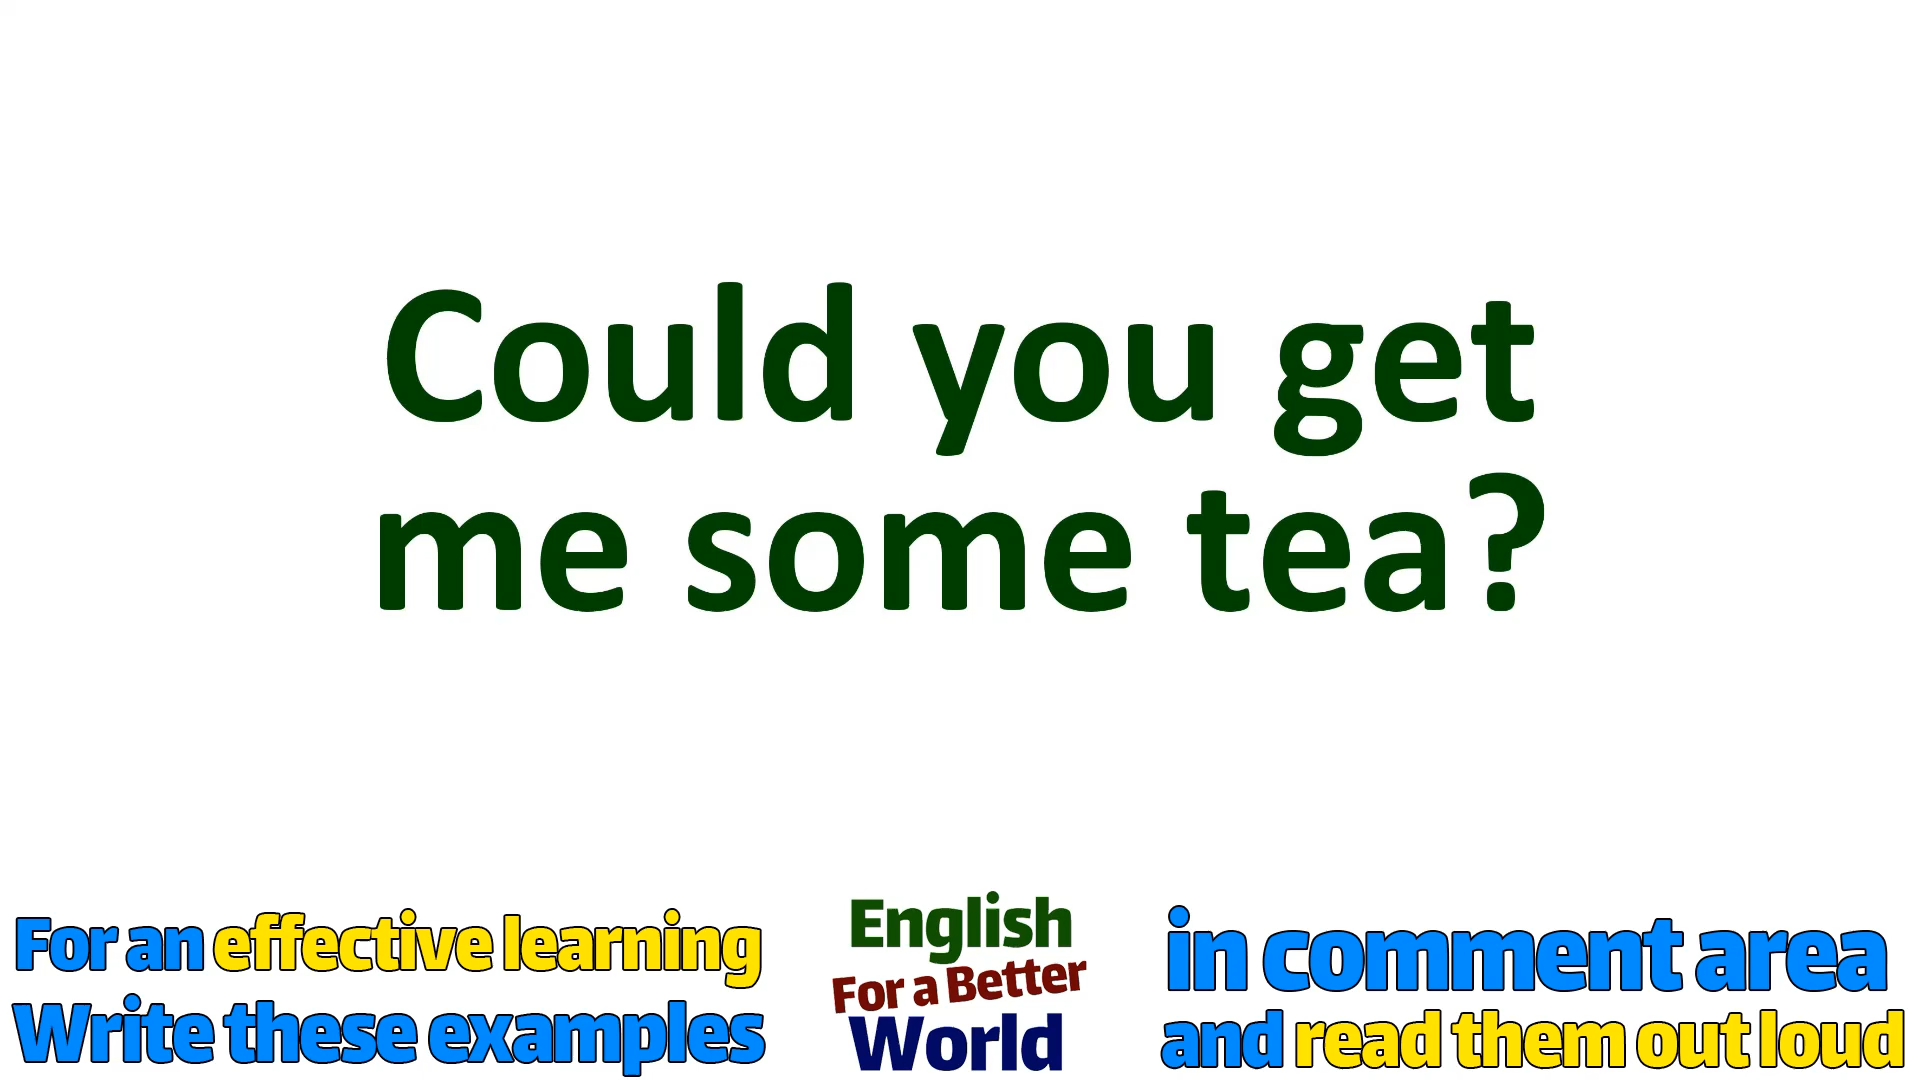 Could you get
me some tea?
For an effective learning
Write these examples
English
For a Better
World
in comment area
and read them out loud